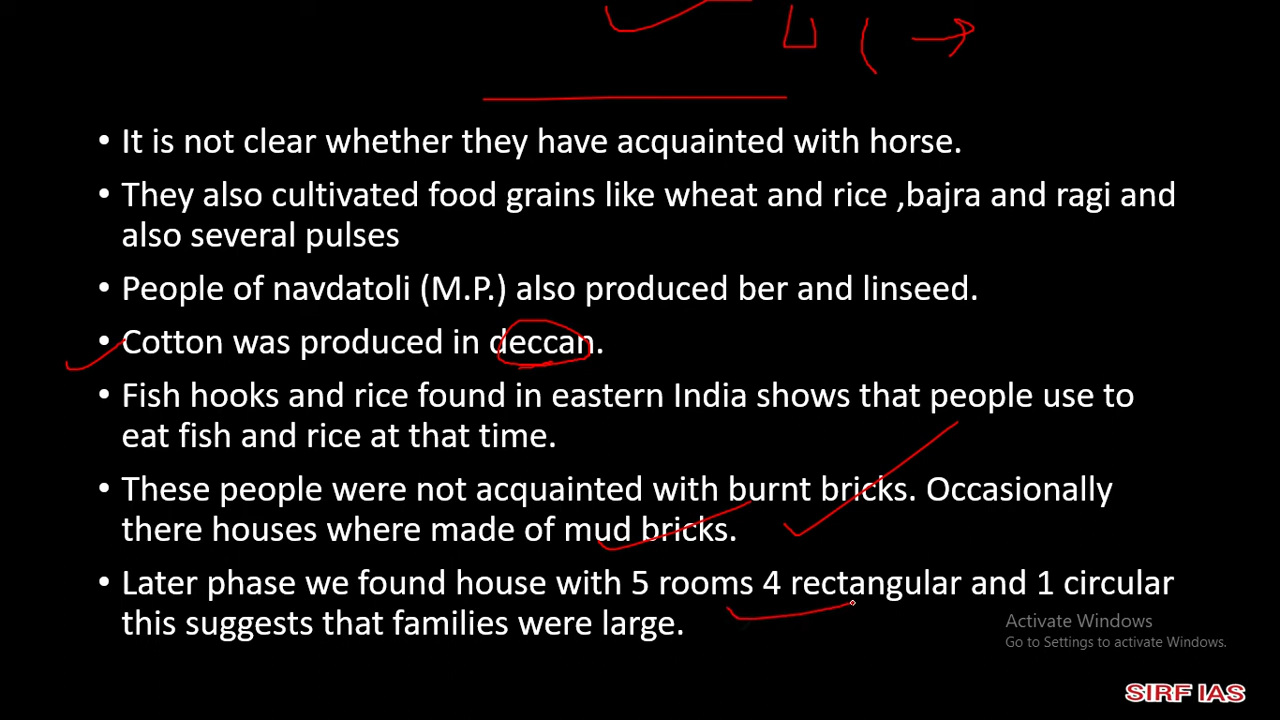 • It is not clear whether they have acquainted with horse.
• They also cultivated food grains like wheat and rice ,bajra and ragi and
also several pulses
• People of navdatoli (M.P.) also produced ber and linseed.
• Cotton was produced in deccan.
• Fish hooks and rice found in eastern India shows that people use to
eat fish and rice at that time.
• These people were not acquainted with burnt bricks. Occasionally
there houses where made of mud bricks.
• Later phase we found house with 5 rooms 4 rectangular and 1 circular
this suggests that families were large.
Activate Windows
Go to Settings to activate Windows.
SIRF IAS